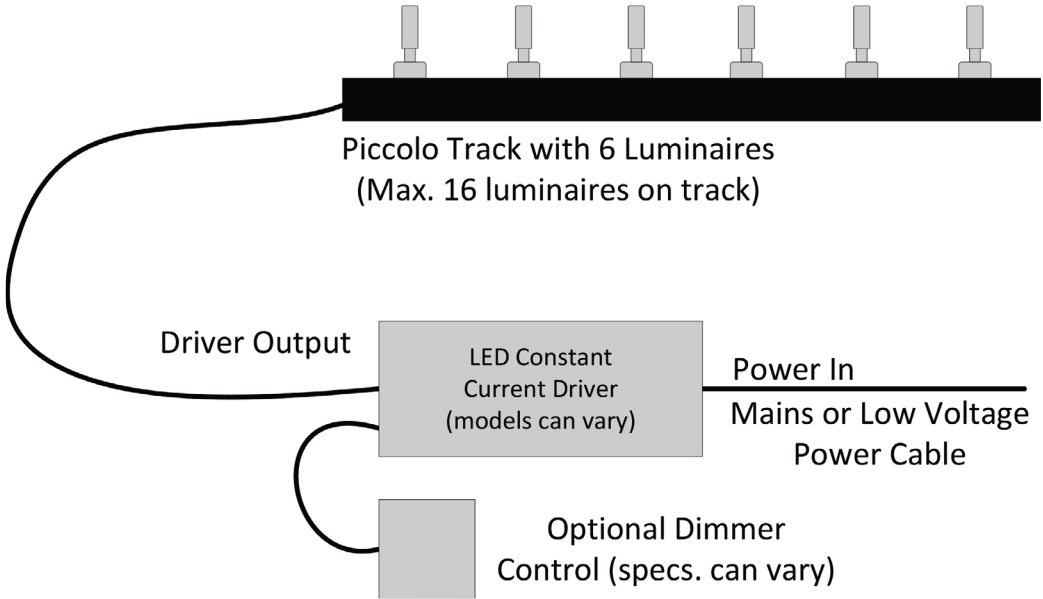 Piccolo Track with 6 Luminaires
(Max. 16 luminaires on track)
Driver Output
LED Constant
Current Driver
(models can vary)
Power In
Mains or Low Voltage
Power Cable
Optional Dimmer
Control (specs. can vary)